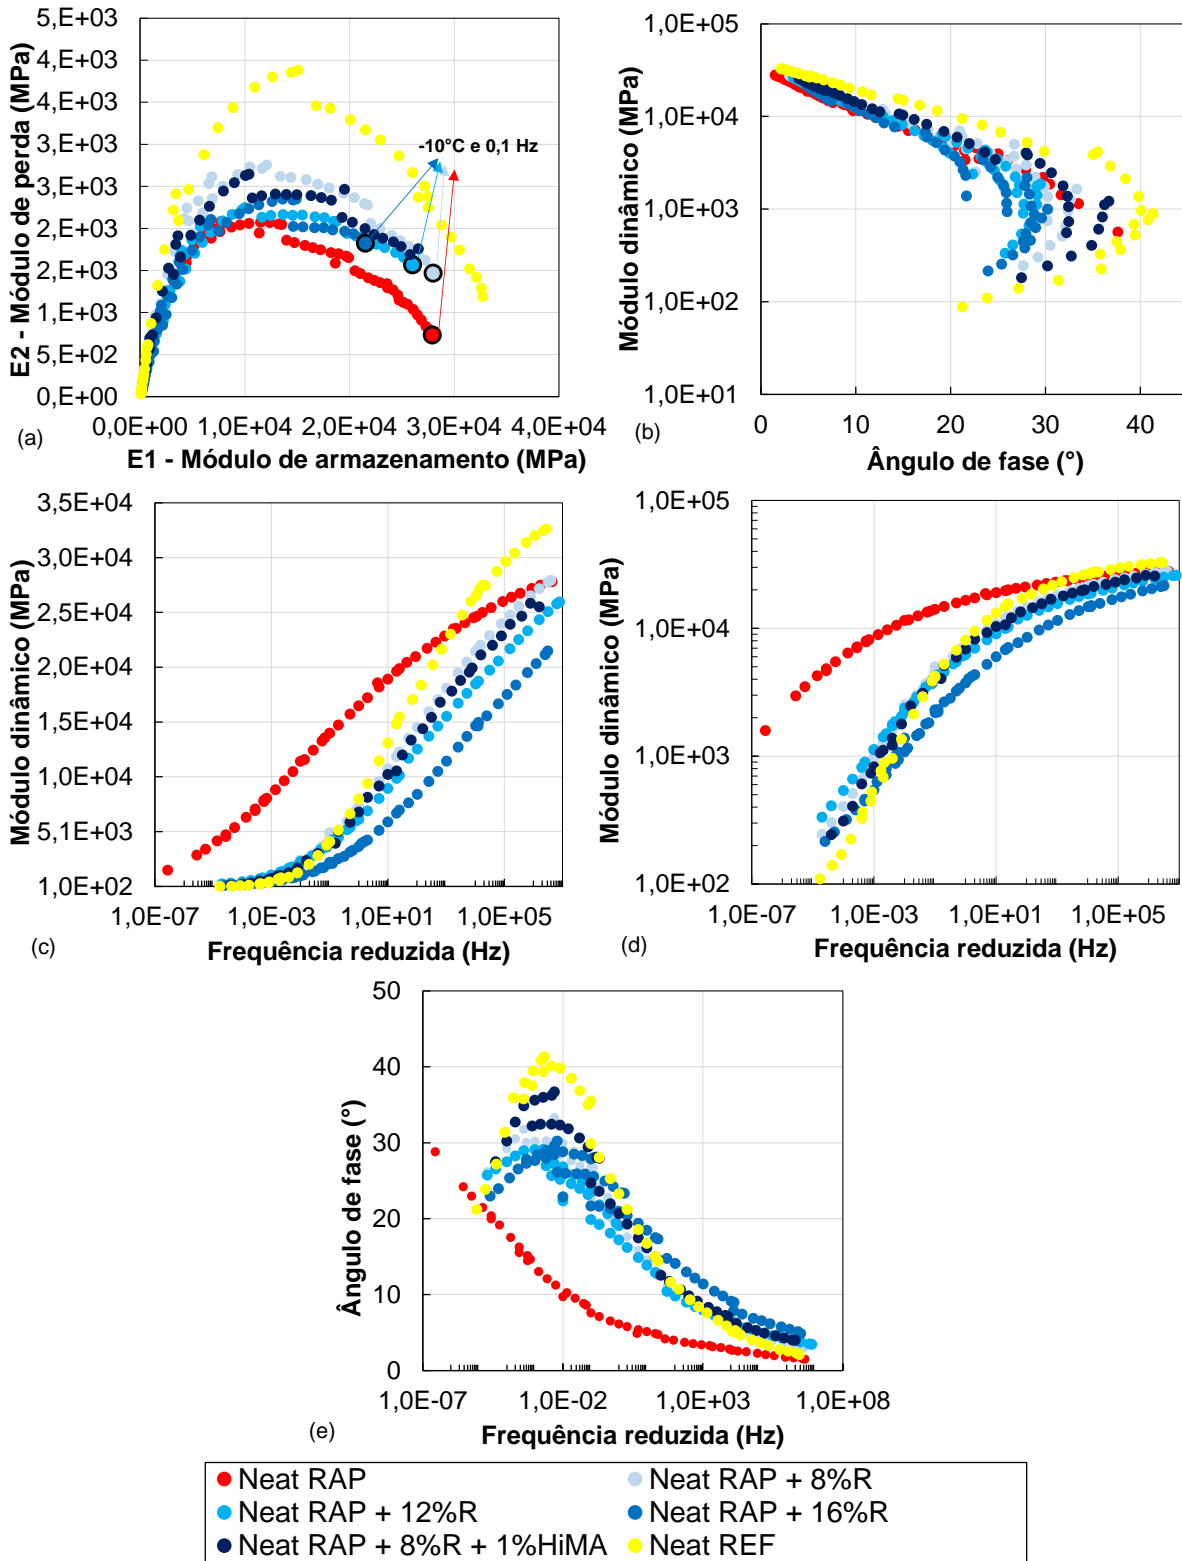 5,E+03
4,E+03
4,E+03
3,E+03
3,E+03
2,E+03
2,E+03
1,E+03
1,E+03
5,E+02
0,E+00
E2 - Módulo de perda (MPa)
-10°C e 0,1 Hz
0,0E+00 1,0E+04 2,0E+04 3,0E+04 4,0E+04
(a)
E1 - Módulo de armazenamento (MPa)
1,0E+05
1,0E+04
1,0E+03
1,0E+02
1,0E+01
Módulo dinâmico (MPa)
0 10 20 30 40
(b)
Ângulo de fase (°)
3,5E+04
3,0E+04
2,5E+04
2,0E+04
1,5E+04
1,0E+04
5,1E+03
1,0E+02
Módulo dinâmico (MPa)
1,0E-07 1,0E-03 1,0E+01 1,0E+05
(c)
Frequência reduzida (Hz)
1,0E+05
1,0E+04
1,0E+03
1,0E+02
Módulo dinâmico (MPa)
1,0E-07 1,0E-03 1,0E+01 1,0E+05
(d)
Frequência reduzida (Hz)
50
40
30
20
10
0
Ângulo de fase (°)
1,0E-07 1,0E-02 1,0E+03 1,0E+08
(e)
Frequência reduzida (Hz)
Neat RAP Neat RAP + 8%R
Neat RAP + 12%R Neat RAP + 16%R
Neat RAP + 8%R + 1%HiMA Neat REF